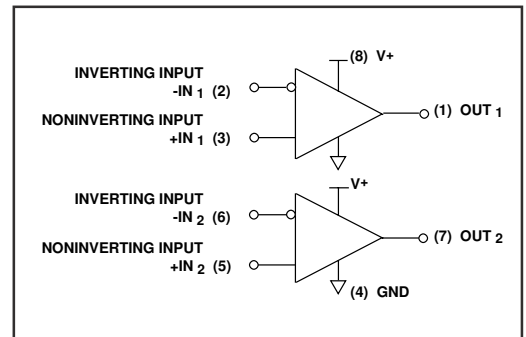 (8) V+
INVERTING INPUT
-IN 1 (2)
(1) OUT 1
NONINVERTING INPUT
+IN 1 (3)
V+
INVERTING INPUT
-IN 2 (6)
(7) OUT 2
NONINVERTING INPUT
+IN 2 (5)
(4) GND